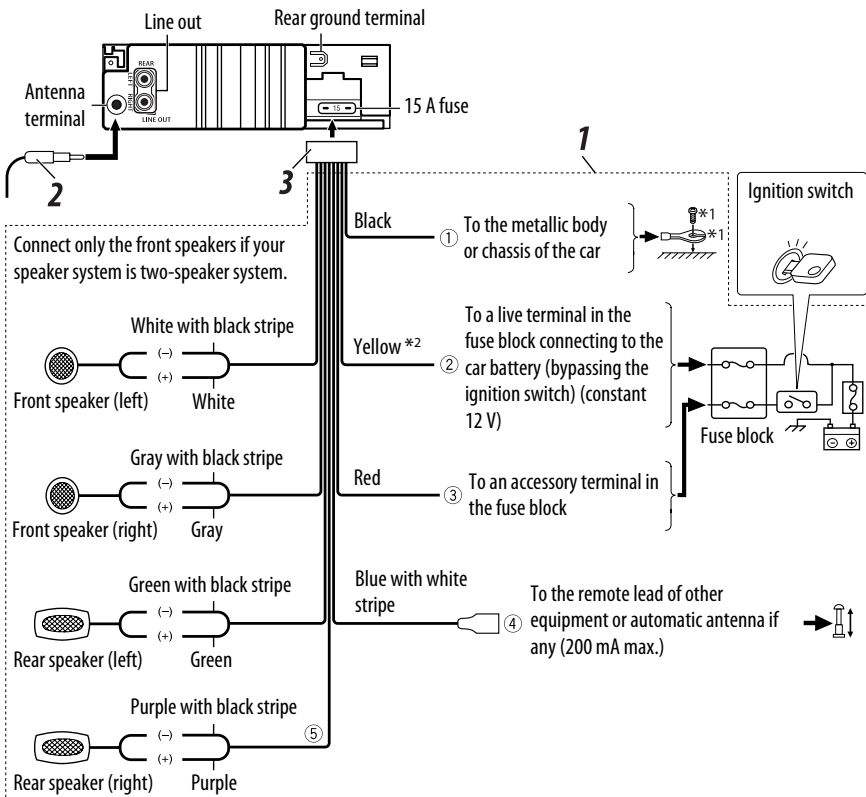 Line out
Rear ground terminal
REAR
LEFT
RIGHT
LINE OUT
Antenna
terminal
15
15 A fuse
2
3
1
Ignition switch
Connect only the front speakers if your
speaker system is two-speaker system.
Black
① To the metallic body
or chassis of the car
*1
*1
White with black stripe
(–)
(+)
Front speaker (left)
White
Yellow *2
② To a live terminal in the
fuse block connecting to the
car battery (bypassing the
ignition switch) (constant
12 V)
Fuse block
Gray with black stripe
(–)
(+)
Front speaker (right)
Gray
Red
③ To an accessory terminal in
the fuse block
Green with black stripe
(–)
(+)
Rear speaker (left)
Green
Blue with white
stripe
④ To the remote lead of other
equipment or automatic antenna if
any (200 mA max.)
Purple with black stripe
⑤
(–)
(+)
Rear speaker (right)
Purple